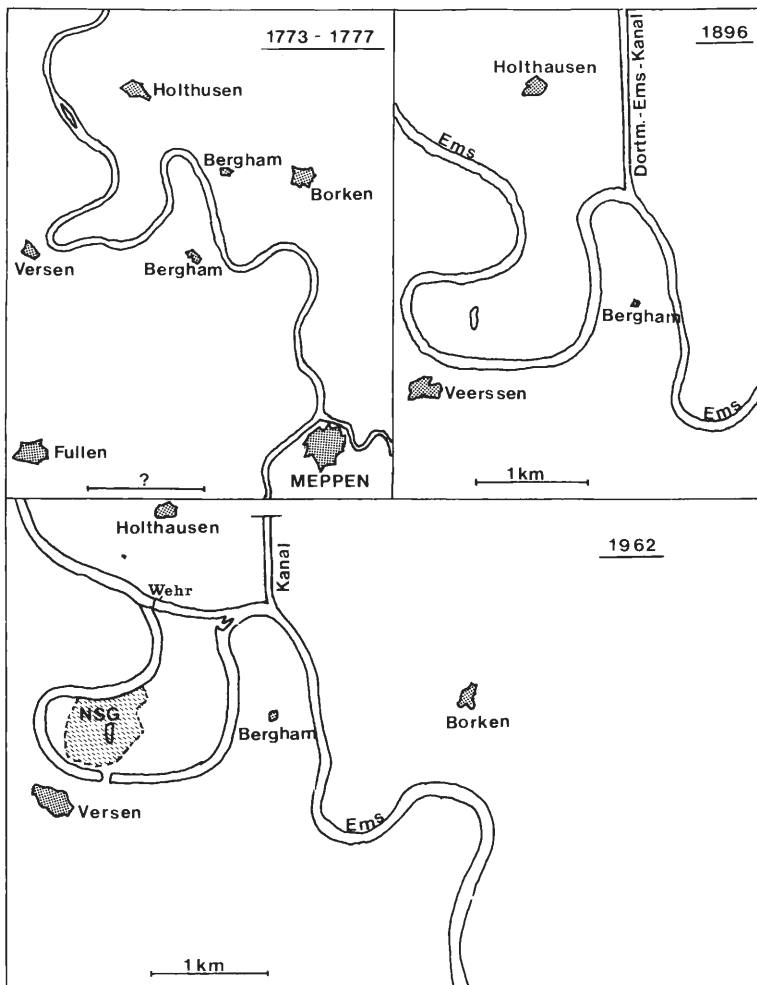 1773 - 1777
Holthusen
Bergham
Borken
Versen
Bergham
Fullen
?
MEPPEN
1896
Holthausen
Dortm.-Ems-Kanal
Ems
Bergham
Veerssen
Ems
1km
1962
Holthausen
Kanal
Wehr
NSG
Bergham
Borken
Versen
Ems
1km